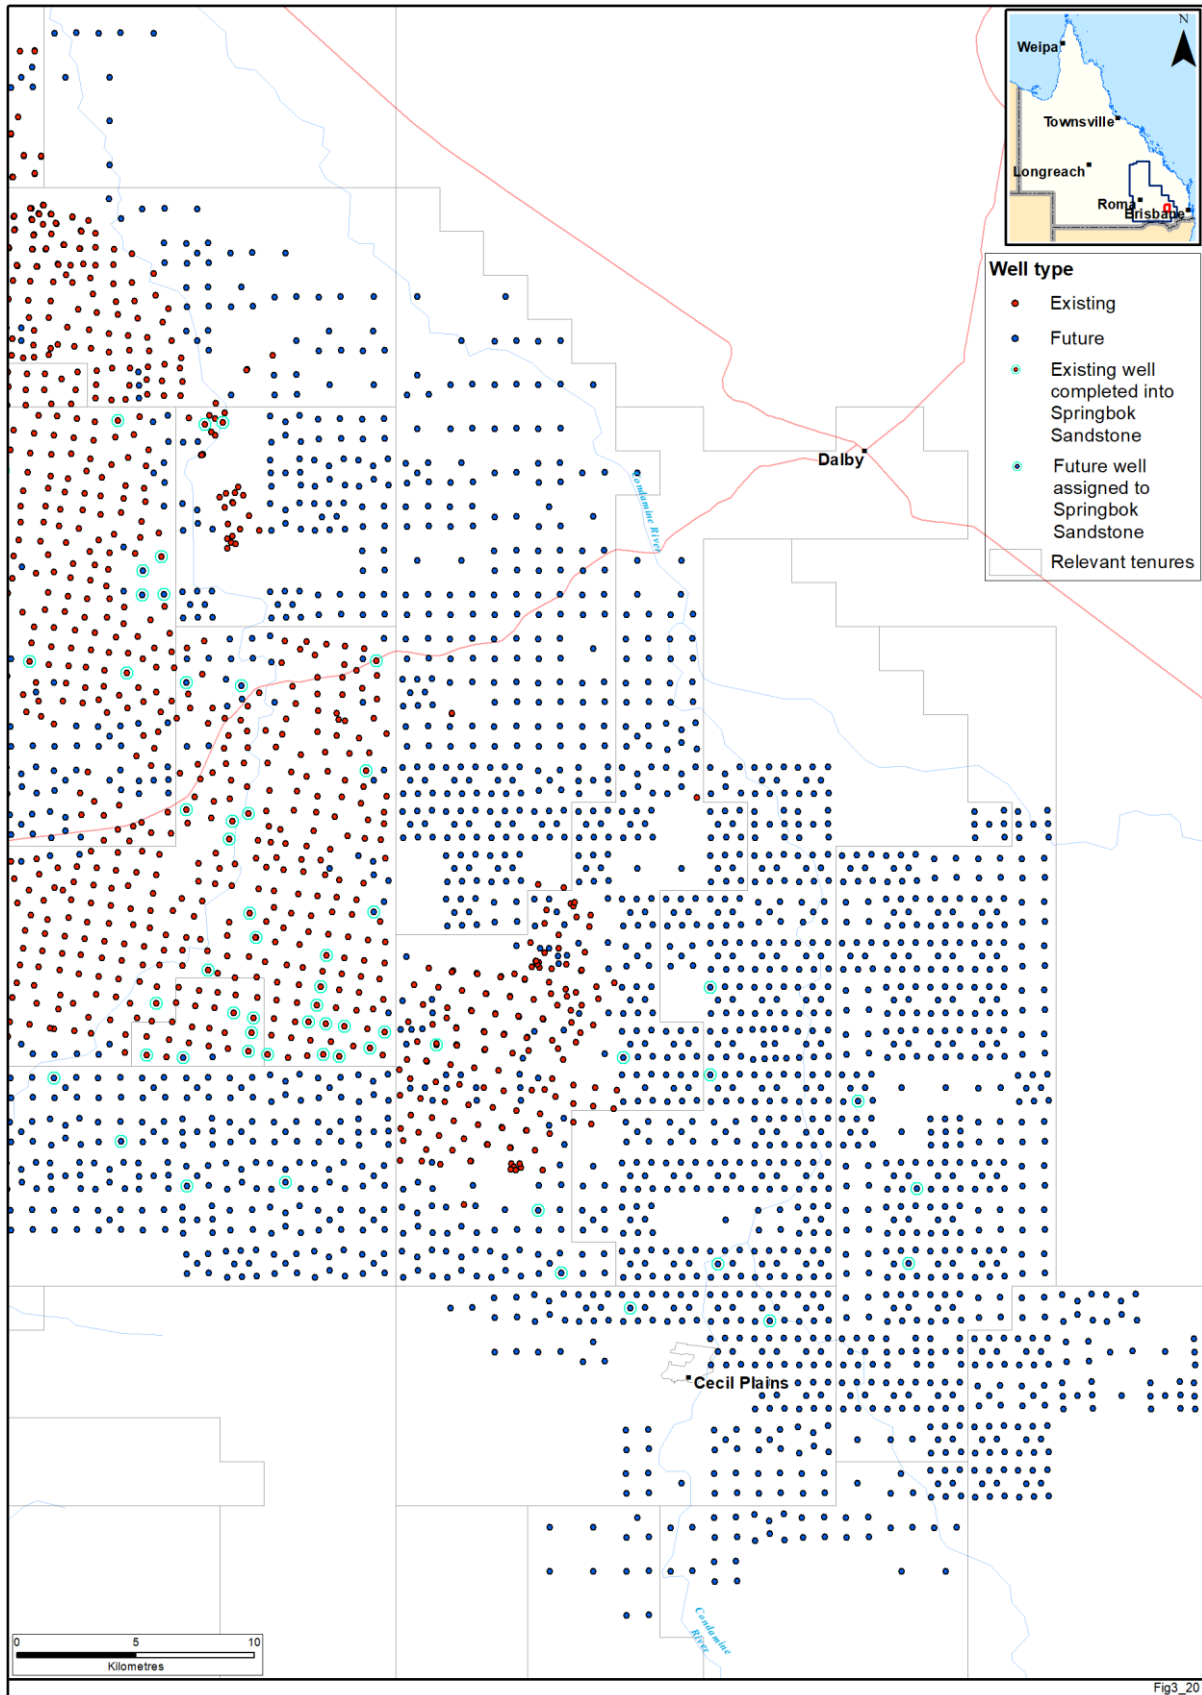 N
Weipa
Townsville
Longreach
Roma
Brisbane
Well type
Existing
Future
Existing well
completed into
Springbok
Sandstone
Future well
assigned to
Springbok
Sandstone
Relevant tenures
Dalby
Condamine River
Cecil Plains
Condamine
River
0 5 10
Kilometres
Fig3_20